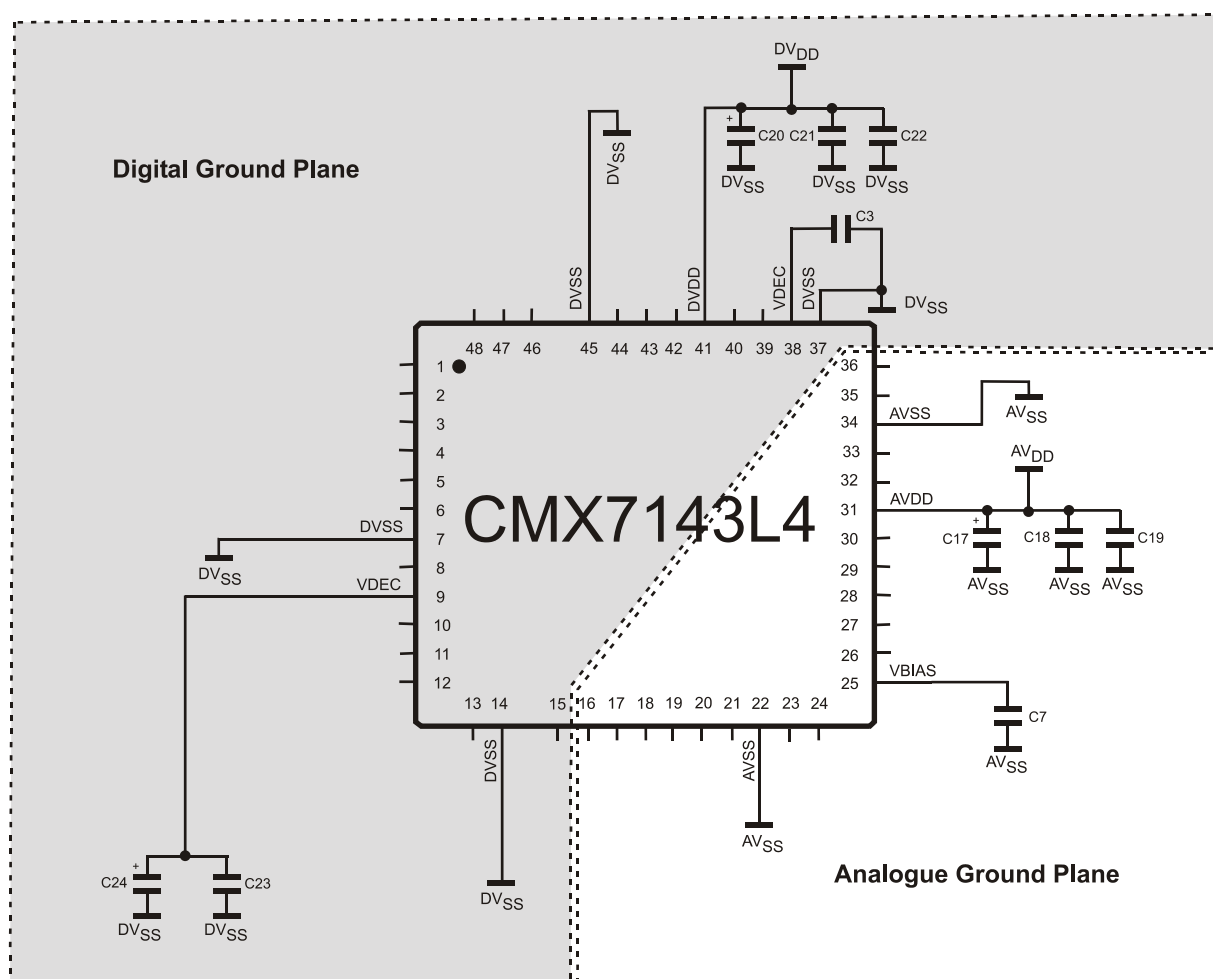 DVDD
+
C20
C21
C22
DVSS
DVSS
DVSS
DVSS
Digital Ground Plane
C3
DVSS
DVDD
VDEC
DVSS
DVSS
48 47 46 45 44 43 42 41 40 39 38 37
1
2
3
4
5
6
7
8
9
10
11
12
36
35
34
33
32
31
30
29
28
27
26
25
AVSS
AVSS
AVDD
AVDD
+
C17
C18
C19
AVSS
AVSS
AVSS
CMX7143L4
DVSS
DVSS
VDEC
VBIAS
C7
AVSS
13 14 15 16 17 18 19 20 21 22 23 24
DVSS
AVSS
AVSS
+
C24
C23
DVSS
DVSS
DVSS
Analogue Ground Plane